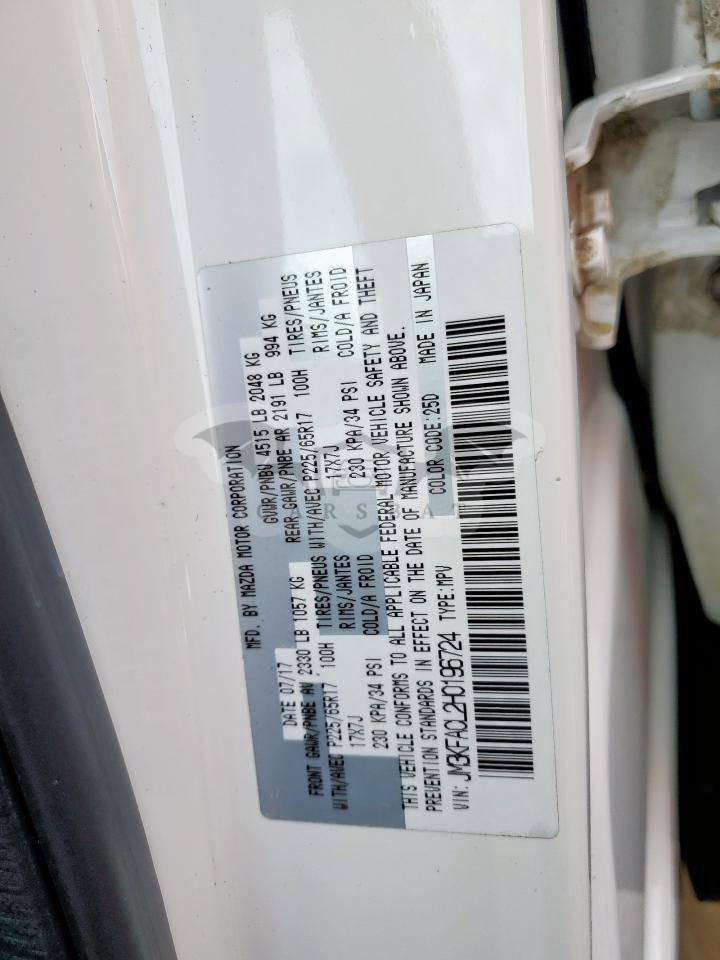 MFD. BY MAZDA MOTOR CORPORATION
DATE 07/17 GVWR/PNBV 4515 LB 2048 KG
FRONT GAWR/PNBE AV 2330 LB 1057 KG REAR GAWR/PNBE AR 2191 LB 994 KG
WITH/AVEC P225/65R17 100H TIRES/PNEUS WITH/AVEC P225/65R17 100H TIRES/PNEUS
17X7J RIMS/JANTES 17X7J RIMS/JANTES
230 KPA/34 PSI COLD/A FROID 230 KPA/34 PSI COLD/A FROID
THIS VEHICLE CONFORMS TO ALL APPLICABLE FEDERAL MOTOR VEHICLE SAFETY AND THEFT
PREVENTION STANDARDS IN EFFECT ON THE DATE OF MANUFACTURE SHOWN ABOVE.
VIN: JM3KFACL2H0196724 TYPE:MPV COLOR CODE:25D MADE IN JAPAN
CARSBAT